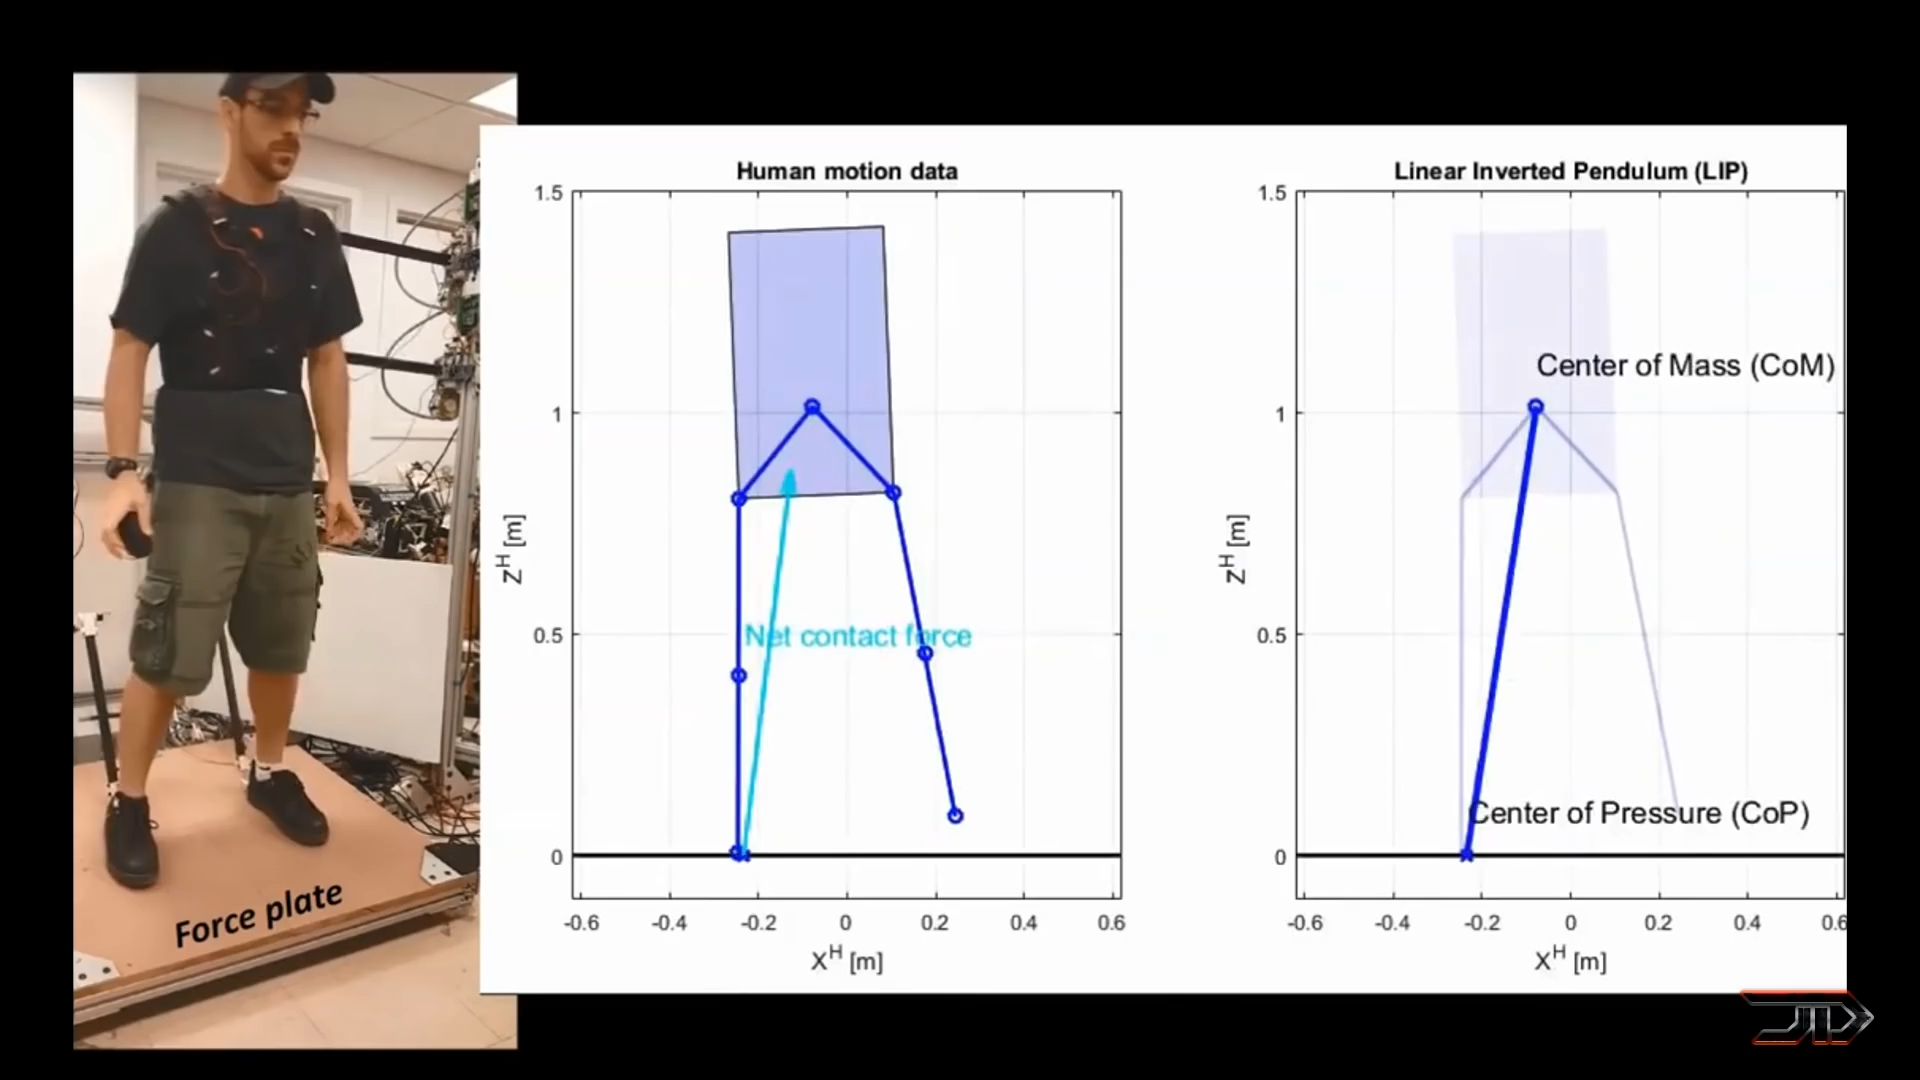 Force plate
Human motion data
1.5
1
0.5
0
-0.6 -0.4 -0.2 0 0.2 0.4 0.6
Z^H [m]
X^H [m]
Net contact force
Linear Inverted Pendulum (LIP)
1.5
1
0.5
0
-0.6 -0.4 -0.2 0 0.2 0.4 0.6
Z^H [m]
X^H [m]
Center of Mass (CoM)
Center of Pressure (CoP)